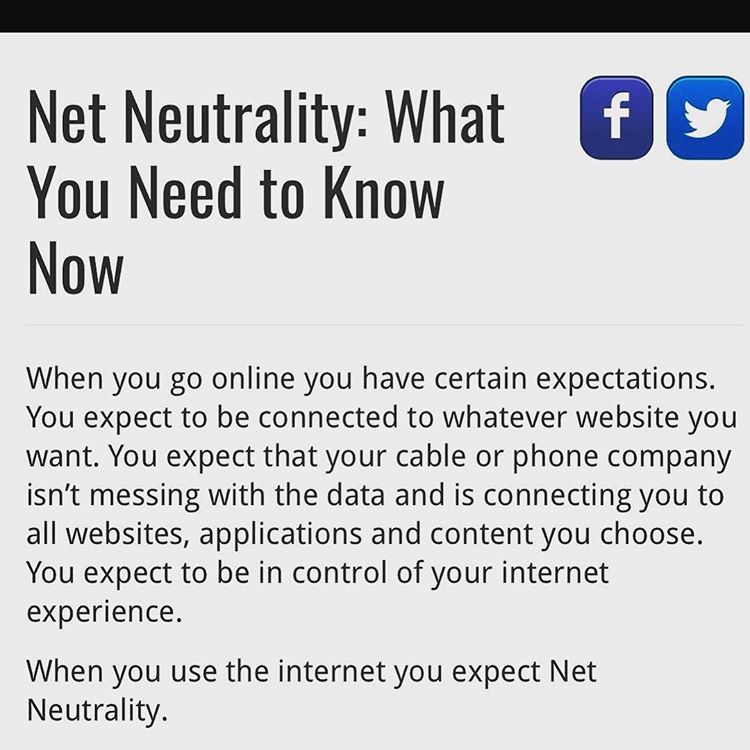 Net Neutrality: What
You Need to Know
Now
When you go online you have certain expectations.
You expect to be connected to whatever website you
want. You expect that your cable or phone company
isn’t messing with the data and is connecting you to
all websites, applications and content you choose.
You expect to be in control of your internet
experience.
When you use the internet you expect Net
Neutrality.